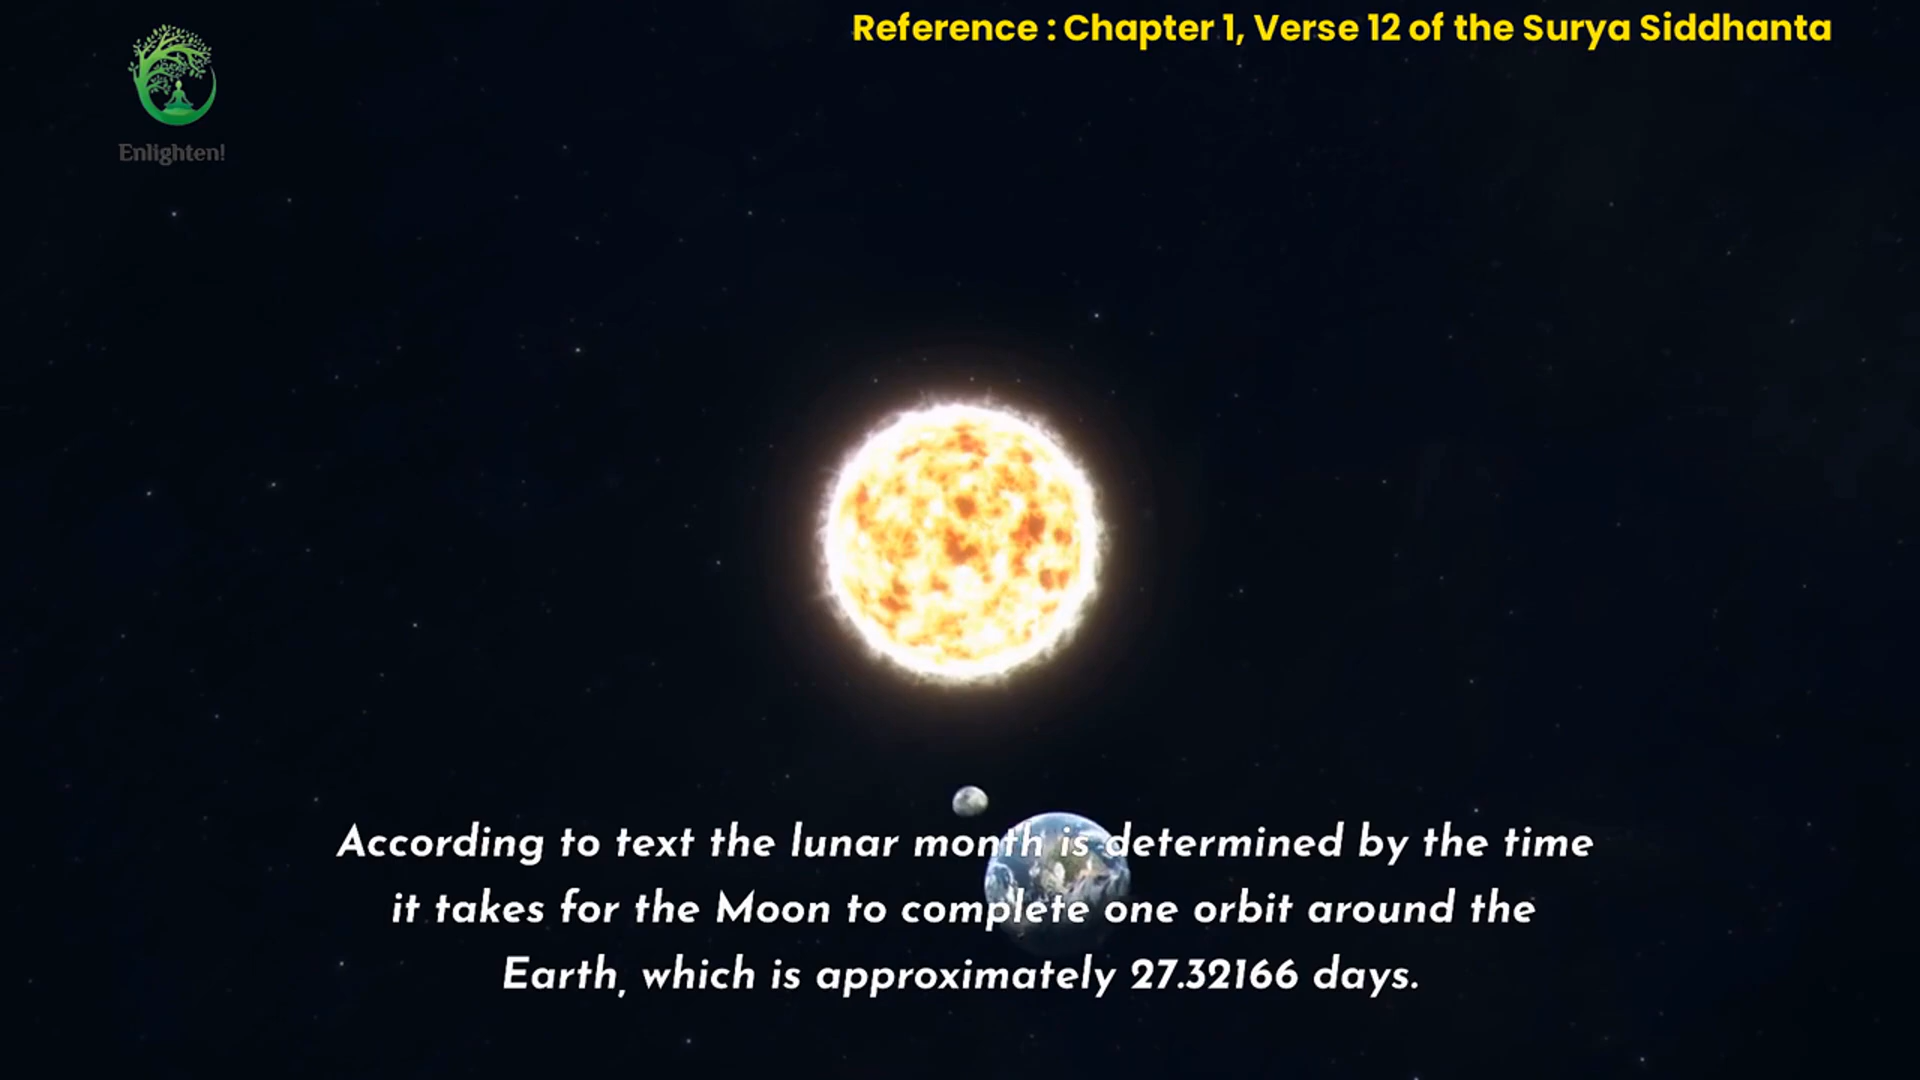 Reference : Chapter 1, Verse 12 of the Surya Siddhanta
Enlighten!
According to text the lunar month is determined by the time
it takes for the Moon to complete one orbit around the
Earth, which is approximately 27.32166 days.